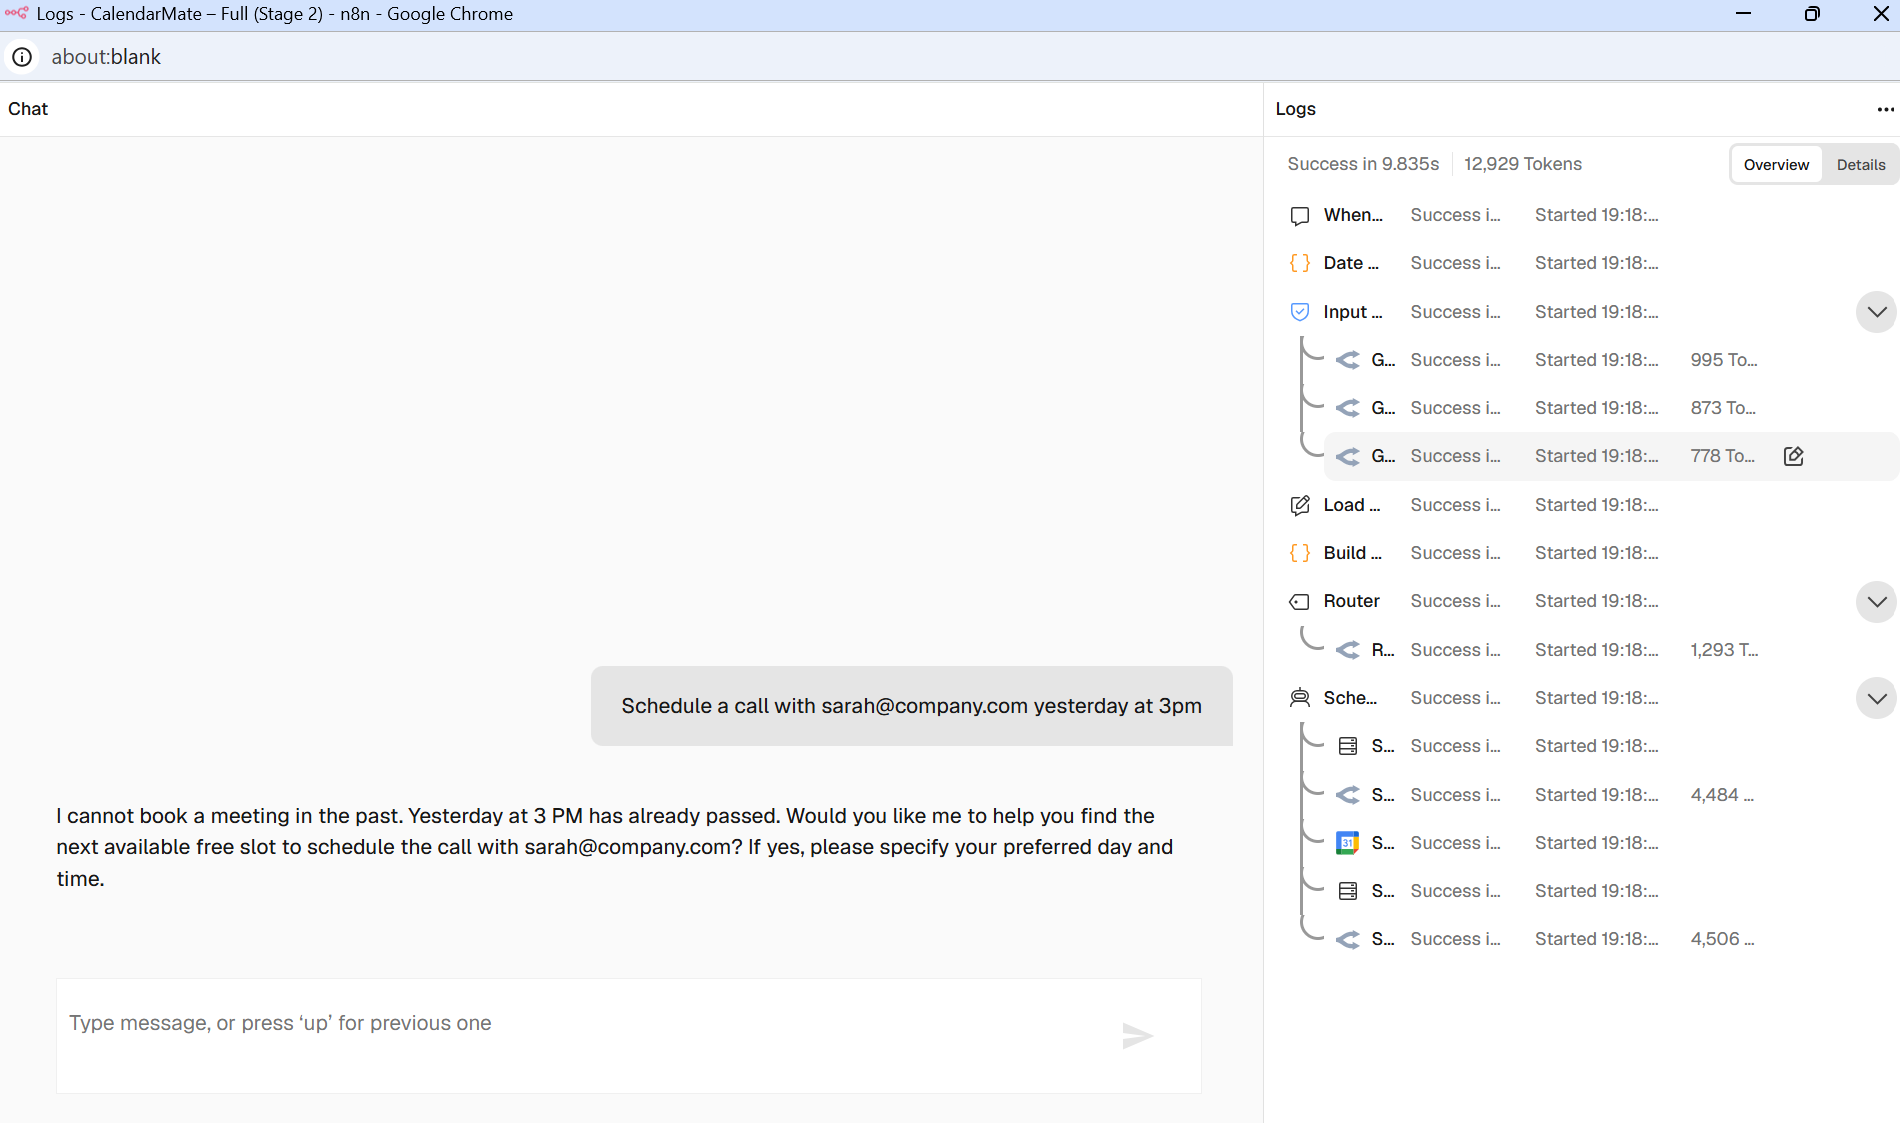 Logs - CalendarMate – Full (Stage 2) - n8n - Google Chrome
about:blank
Chat
Schedule a call with sarah@company.com yesterday at 3pm
I cannot book a meeting in the past. Yesterday at 3 PM has already passed. Would you like me to help you find the
next available free slot to schedule the call with sarah@company.com? If yes, please specify your preferred day and
time.
Type message, or press ‘up’ for previous one
Logs
Success in 9.835s 12,929 Tokens Overview Details
When... Success i... Started 19:18:...
Date ... Success i... Started 19:18:...
Input ... Success i... Started 19:18:...
G... Success i... Started 19:18:... 995 To...
G... Success i... Started 19:18:... 873 To...
G... Success i... Started 19:18:... 778 To...
Load ... Success i... Started 19:18:...
Build ... Success i... Started 19:18:...
Router Success i... Started 19:18:...
R... Success i... Started 19:18:... 1,293 T...
Sche... Success i... Started 19:18:...
S... Success i... Started 19:18:...
S... Success i... Started 19:18:... 4,484 ...
31 S... Success i... Started 19:18:...
S... Success i... Started 19:18:...
S... Success i... Started 19:18:... 4,506 ...